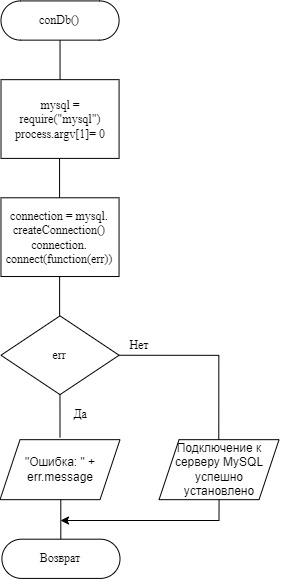 conDb()
mysql =
require("mysql")
process.argv[1]= 0
connection = mysql.
createConnection()
connection.
connect(function(err))
err
Нет
Да
"Ошибка: " +
err.message
Подключение к
серверу MySQL
успешно
установлено
Возврат